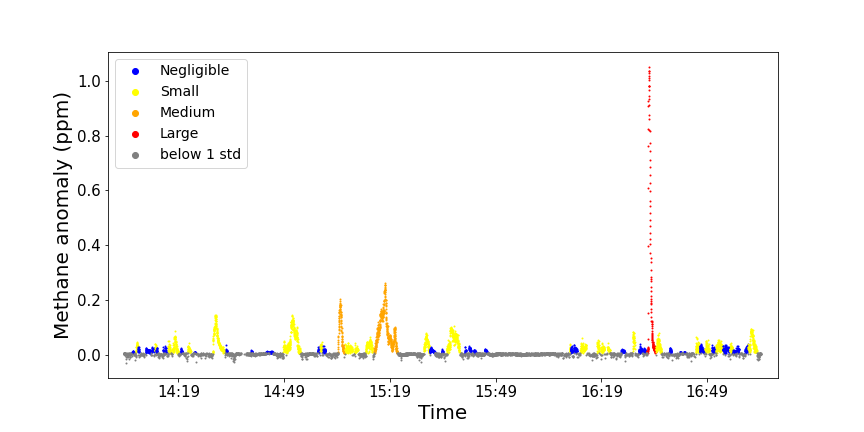 Negligible
Small
Medium
Large
below 1 std
Methane anomaly (ppm)
1.0
0.8
0.6
0.4
0.2
0.0
14:19 14:49 15:19 15:49 16:19 16:49
Time